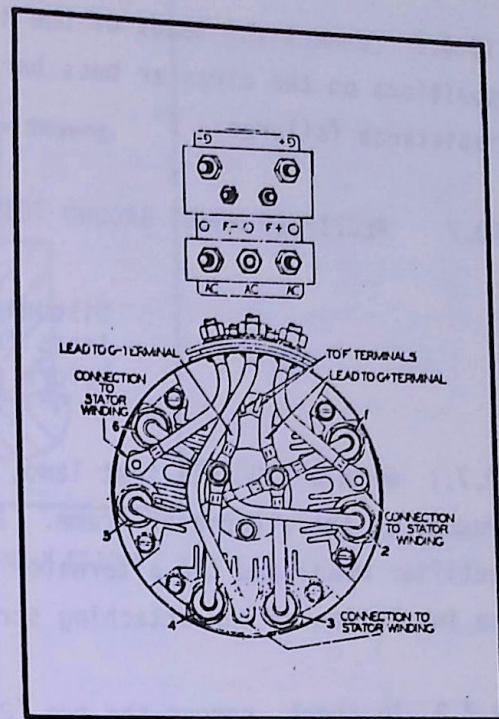 -G G+
F- F+
AC AC AC
LEAD TO G-TERMINAL
TO F TERMINALS
LEAD TO G+TERMINAL
CONNECTION
TO
STATOR
WINDING
6
1
5
CONNECTION
TO STATOR
WINDING
2
4
3
CONNECTION TO
STATOR WINDING